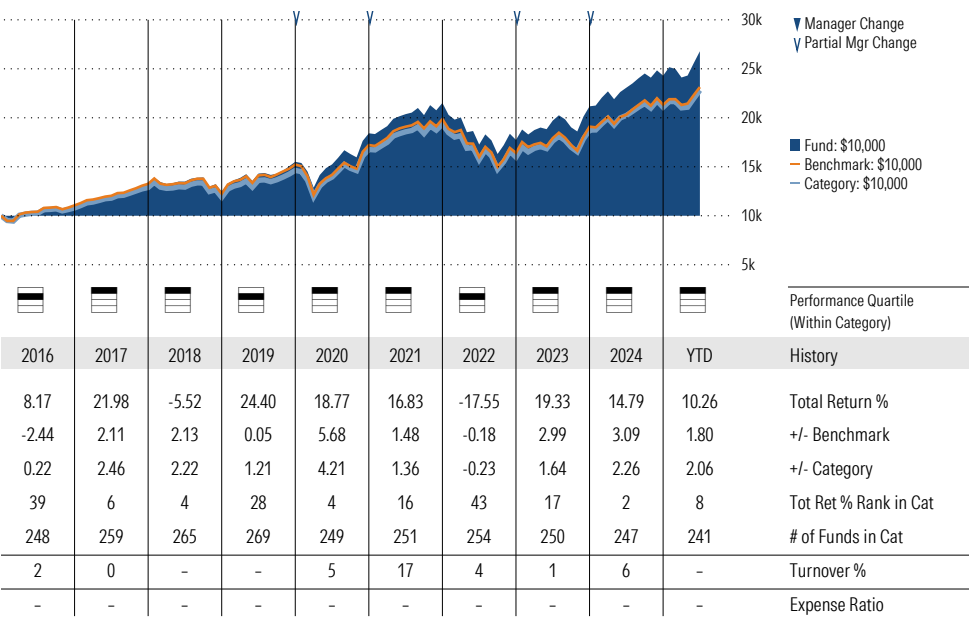 30k
▼ Manager Change
∨ Partial Mgr Change
25k
20k
Fund: $10,000
Benchmark: $10,000
Category: $10,000
15k
10k
5k
Performance Quartile
(Within Category)
2016 2017 2018 2019 2020 2021 2022 2023 2024 YTD History
8.17 21.98 -5.52 24.40 18.77 16.83 -17.55 19.33 14.79 10.26 Total Return %
-2.44 2.11 2.13 0.05 5.68 1.48 -0.18 2.99 3.09 1.80 +/- Benchmark
0.22 2.46 2.22 1.21 4.21 1.36 -0.23 1.64 2.26 2.06 +/- Category
39 6 4 28 4 16 43 17 2 8 Tot Ret % Rank in Cat
248 259 265 269 249 251 254 250 247 241 # of Funds in Cat
2 0 – – 5 17 4 1 6 – Turnover %
– – – – – – – – – – Expense Ratio